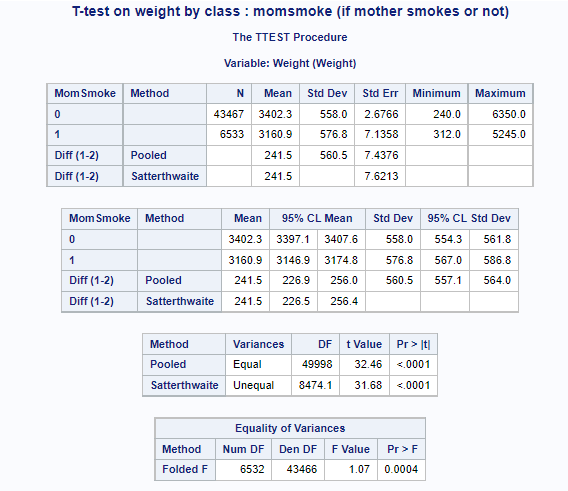 T-test on weight by class : momsmoke (if mother smokes or not)
The TTEST Procedure
Variable: Weight (Weight)
MomSmoke Method N Mean Std Dev Std Err Minimum Maximum
0 43467 3402.3 558.0 2.6766 240.0 6350.0
1 6533 3160.9 576.8 7.1358 312.0 5245.0
Diff (1-2) Pooled 241.5 560.5 7.4376
Diff (1-2) Satterthwaite 241.5 7.6213
MomSmoke Method Mean 95% CL Mean Std Dev 95% CL Std Dev
0 3402.3 3397.1 3407.6 558.0 554.3 561.8
1 3160.9 3146.9 3174.8 576.8 567.0 586.8
Diff (1-2) Pooled 241.5 226.9 256.0 560.5 557.1 564.0
Diff (1-2) Satterthwaite 241.5 226.5 256.4
Method Variances DF t Value Pr > |t|
Pooled Equal 49998 32.46 <.0001
Satterthwaite Unequal 8474.1 31.68 <.0001
Equality of Variances
Method Num DF Den DF F Value Pr > F
Folded F 6532 43466 1.07 0.0004